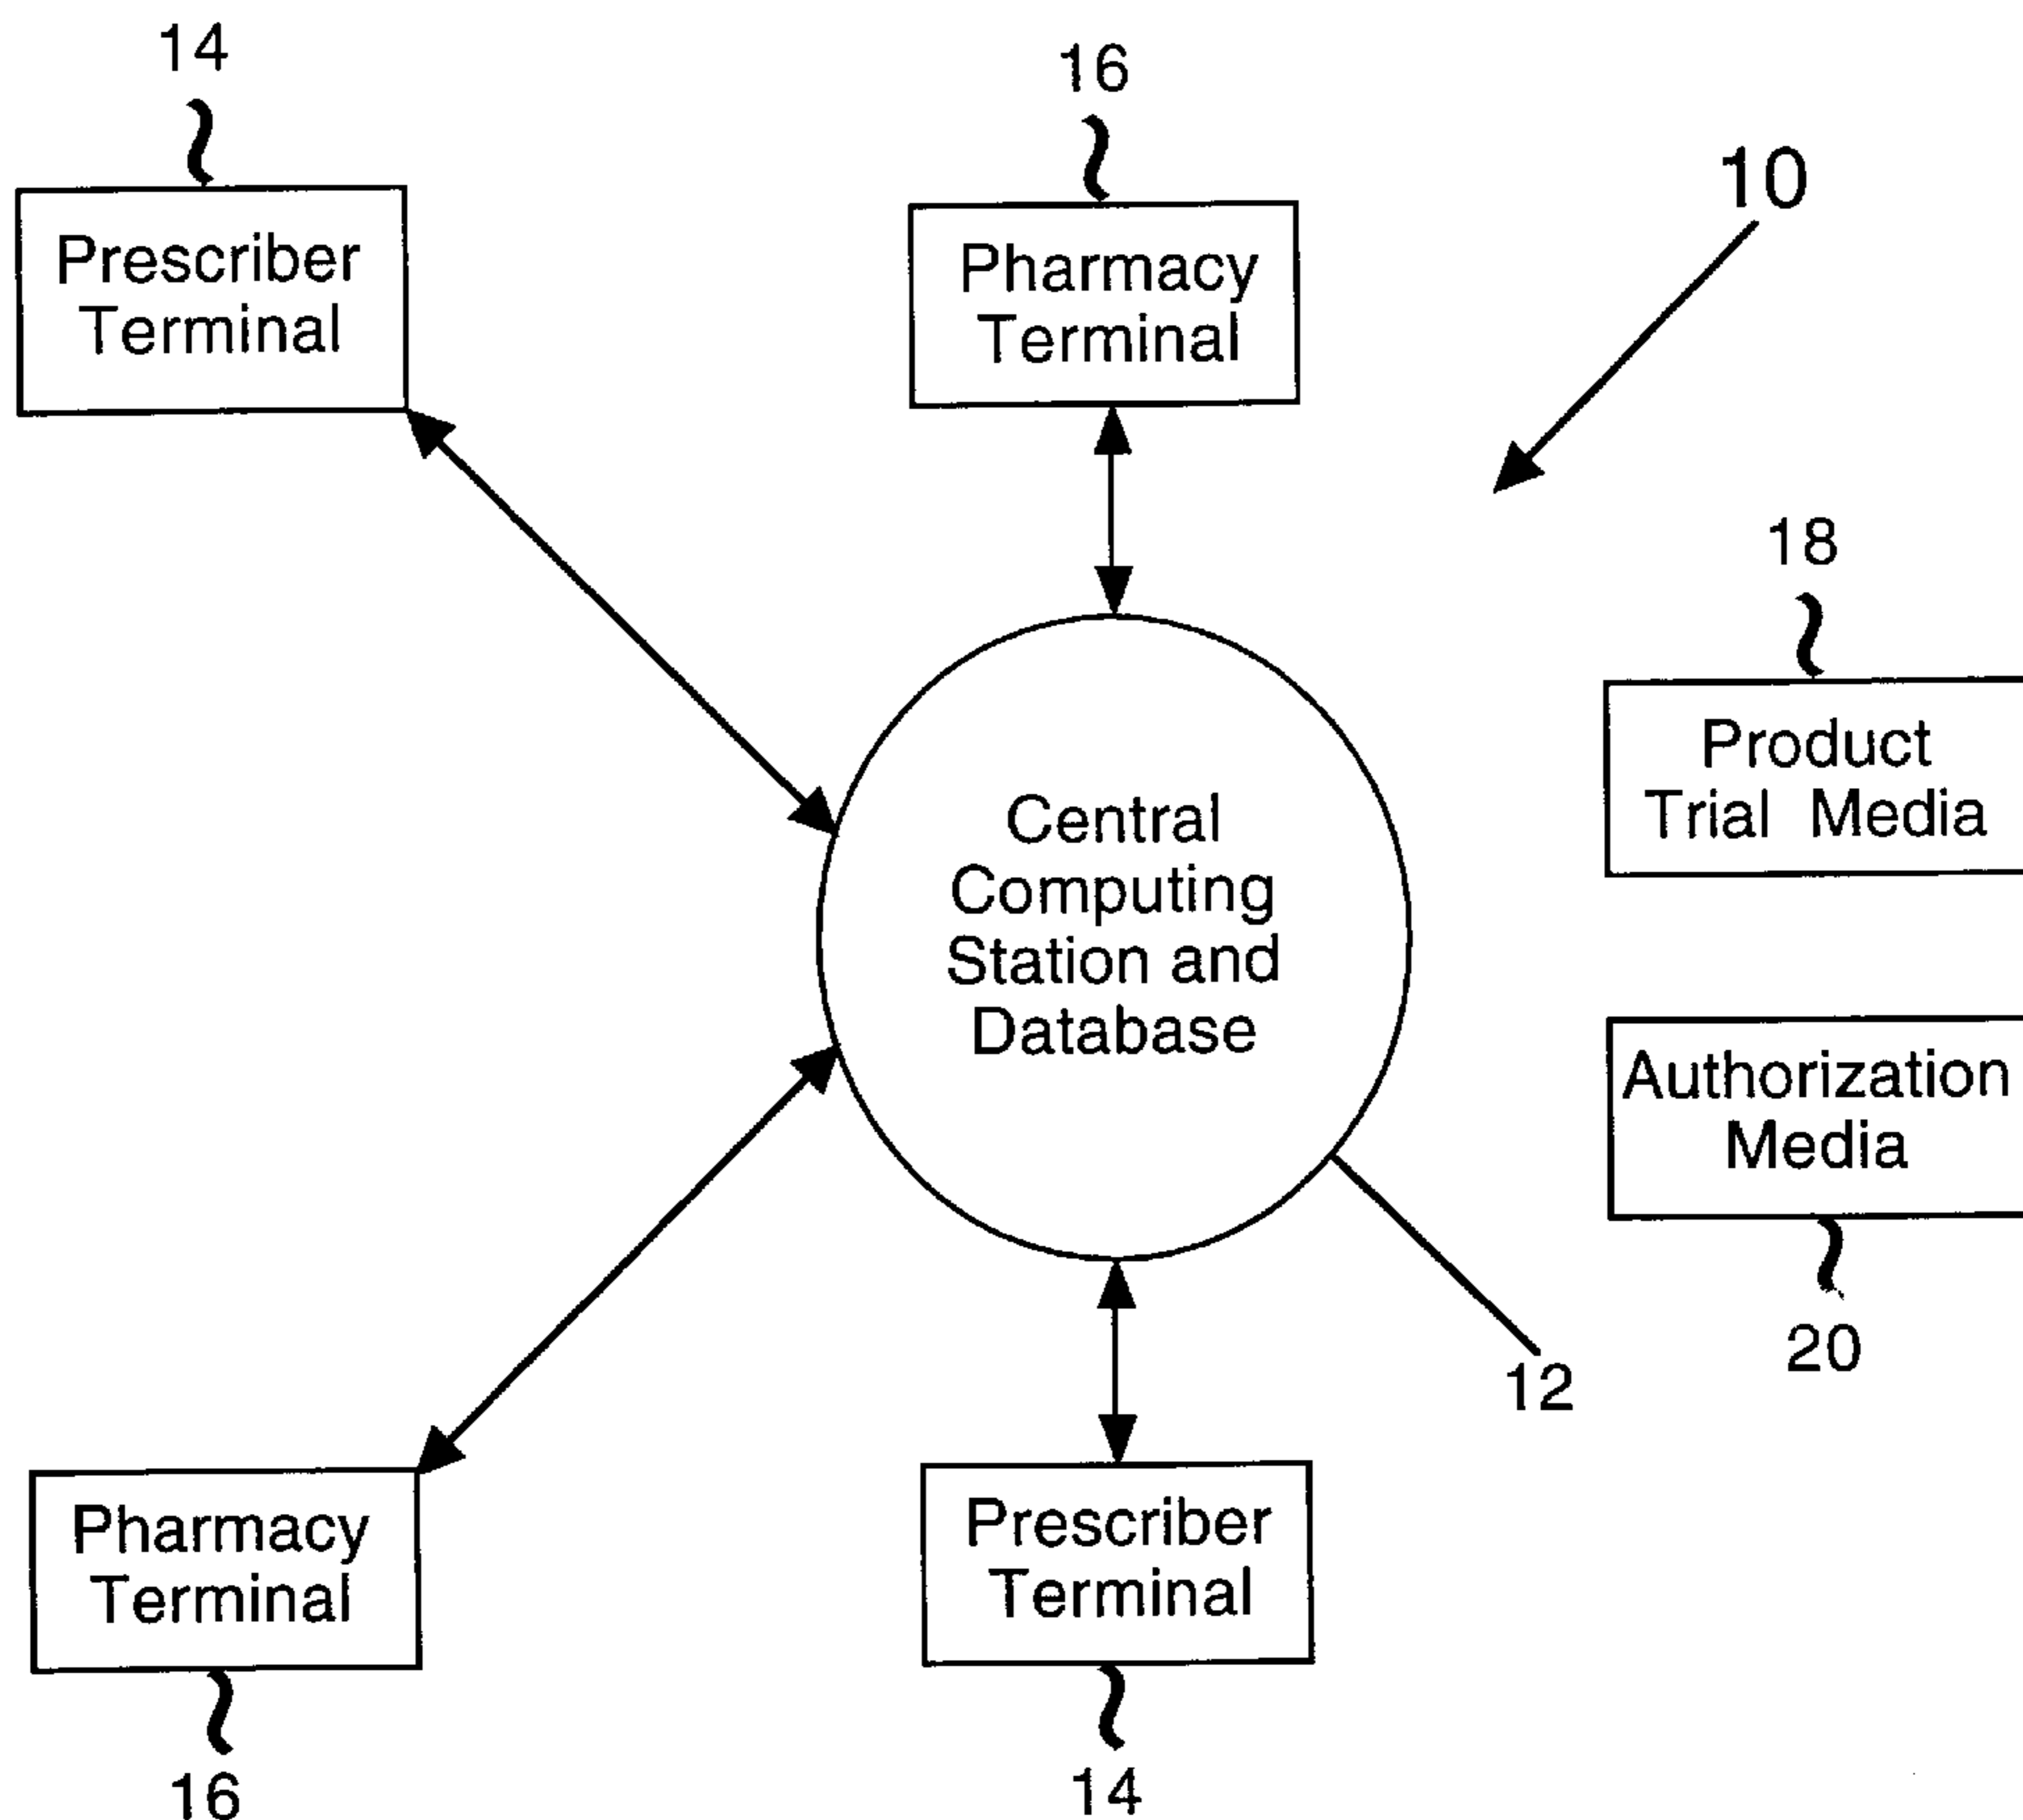 14
16
10
Prescriber
Terminal
Pharmacy
Terminal
18
Product
Trial Media
Central
Computing
Station and
Database
Authorization
Media
20
12
Pharmacy
Terminal
Prescriber
Terminal
16
14